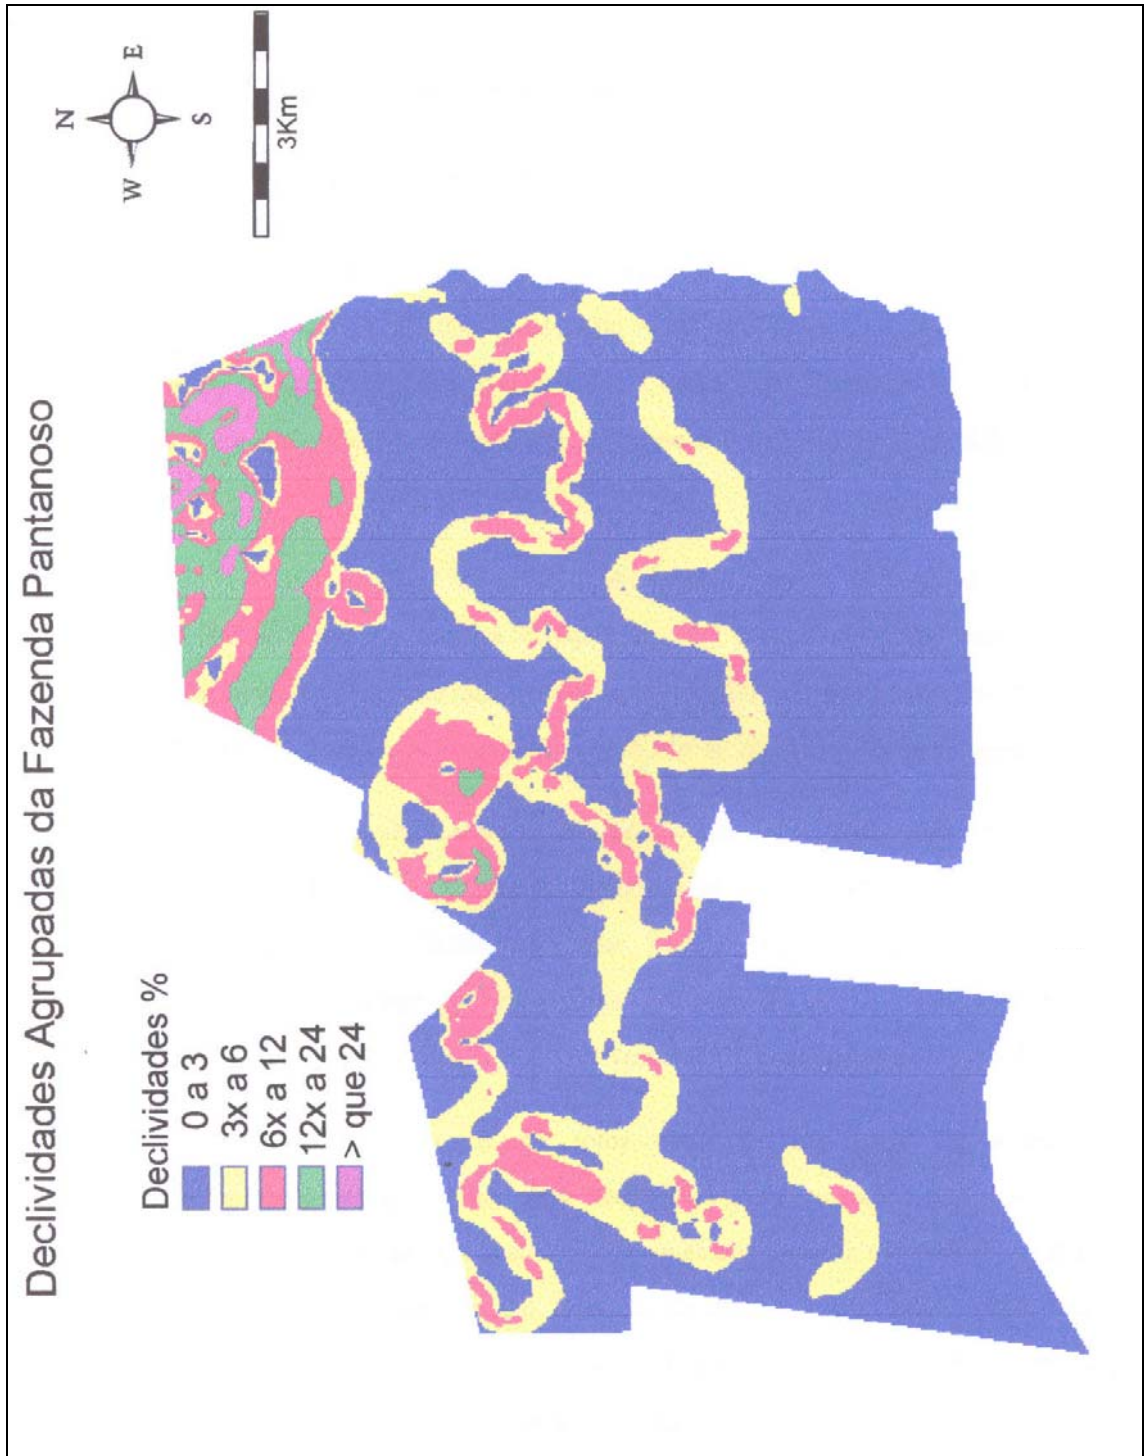 Declividades Agrupadas da Fazenda Pantanoso
Declividades %
0 a 3
3x a 6
6x a 12
12x a 24
> que 24
N
W
E
S
3Km